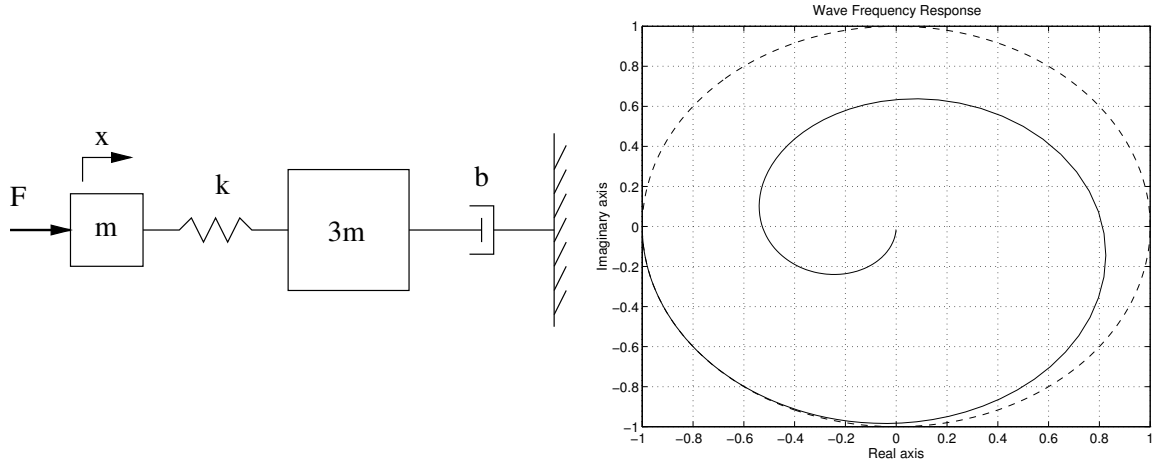 x
F
k
b
m
3m
Wave Frequency Response
Imaginary axis
1
0.8
0.6
0.4
0.2
0
−0.2
−0.4
−0.6
−0.8
−1
−1 −0.8 −0.6 −0.4 −0.2 0 0.2 0.4 0.6 0.8 1
Real axis